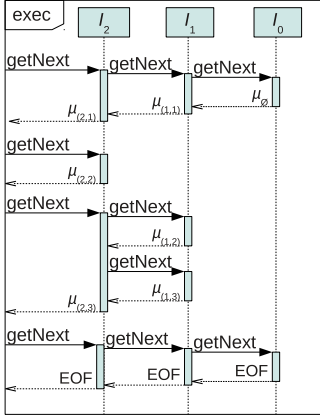 exec
I₂ I₁ I₀
getNext getNext getNext
μ(2,1) μ(1,1) μ∅
getNext
μ(2,2)
getNext getNext
μ(1,2)
getNext
μ(2,3) μ(1,3)
getNext getNext getNext
EOF EOF EOF